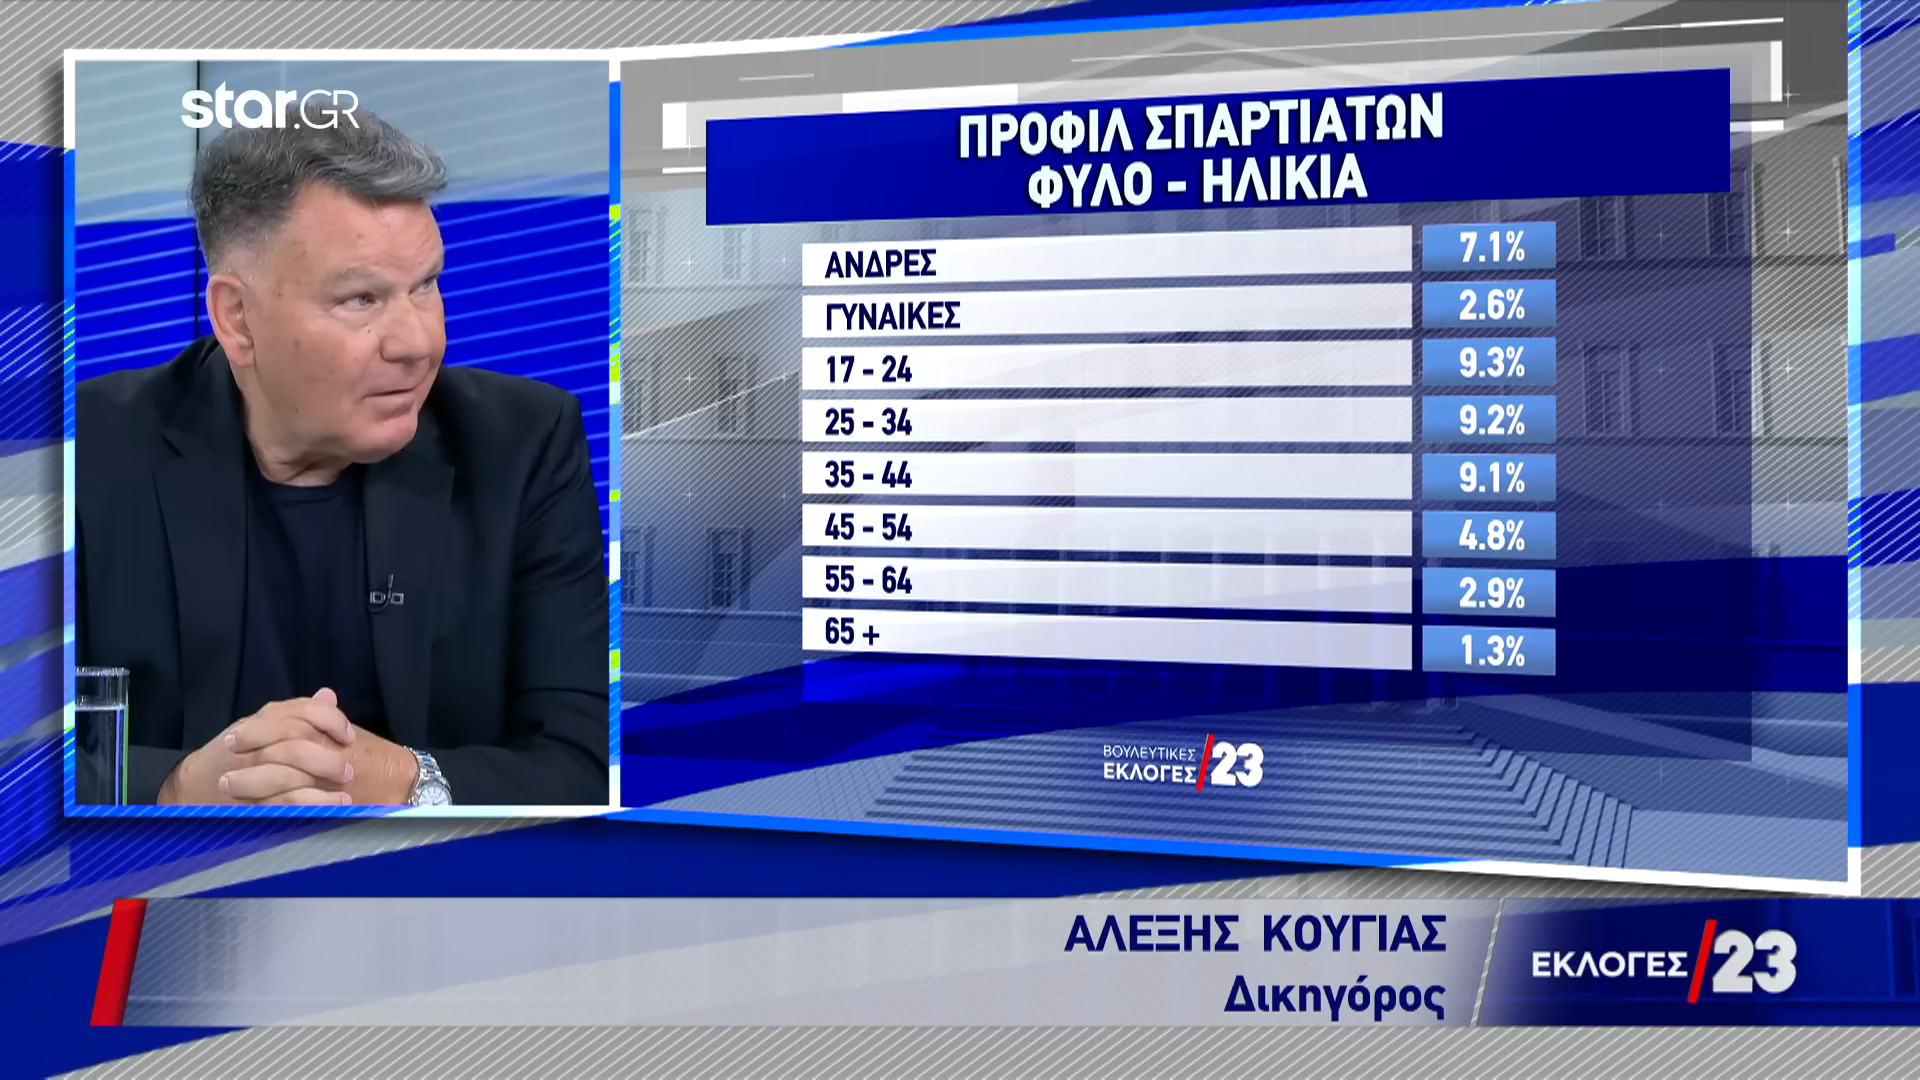 star.GR
ΠΡΟΦΙΛ ΣΠΑΡΤΙΑΤΩΝ
ΦΥΛΟ - ΗΛΙΚΙΑ
ΑΝΔΡΕΣ 7.1%
ΓΥΝΑΙΚΕΣ 2.6%
17 - 24 9.3%
25 - 34 9.2%
35 - 44 9.1%
45 - 54 4.8%
55 - 64 2.9%
65 + 1.3%
ΒΟΥΛΕΥΤΙΚΕΣ
ΕΚΛΟΓΕΣ/23
ΑΛΕΞΗΣ ΚΟΥΓΙΑΣ
Δικηγόρος
ΕΚΛΟΓΕΣ/23